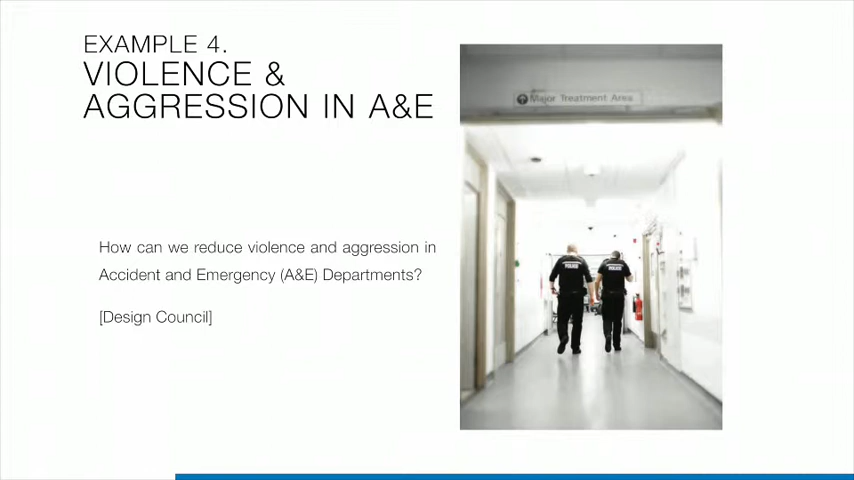 EXAMPLE 4.
VIOLENCE &
AGGRESSION IN A&E
Major Treatment Area
How can we reduce violence and aggression in
Accident and Emergency (A&E) Departments?
[Design Council]
POLICE
POLICE